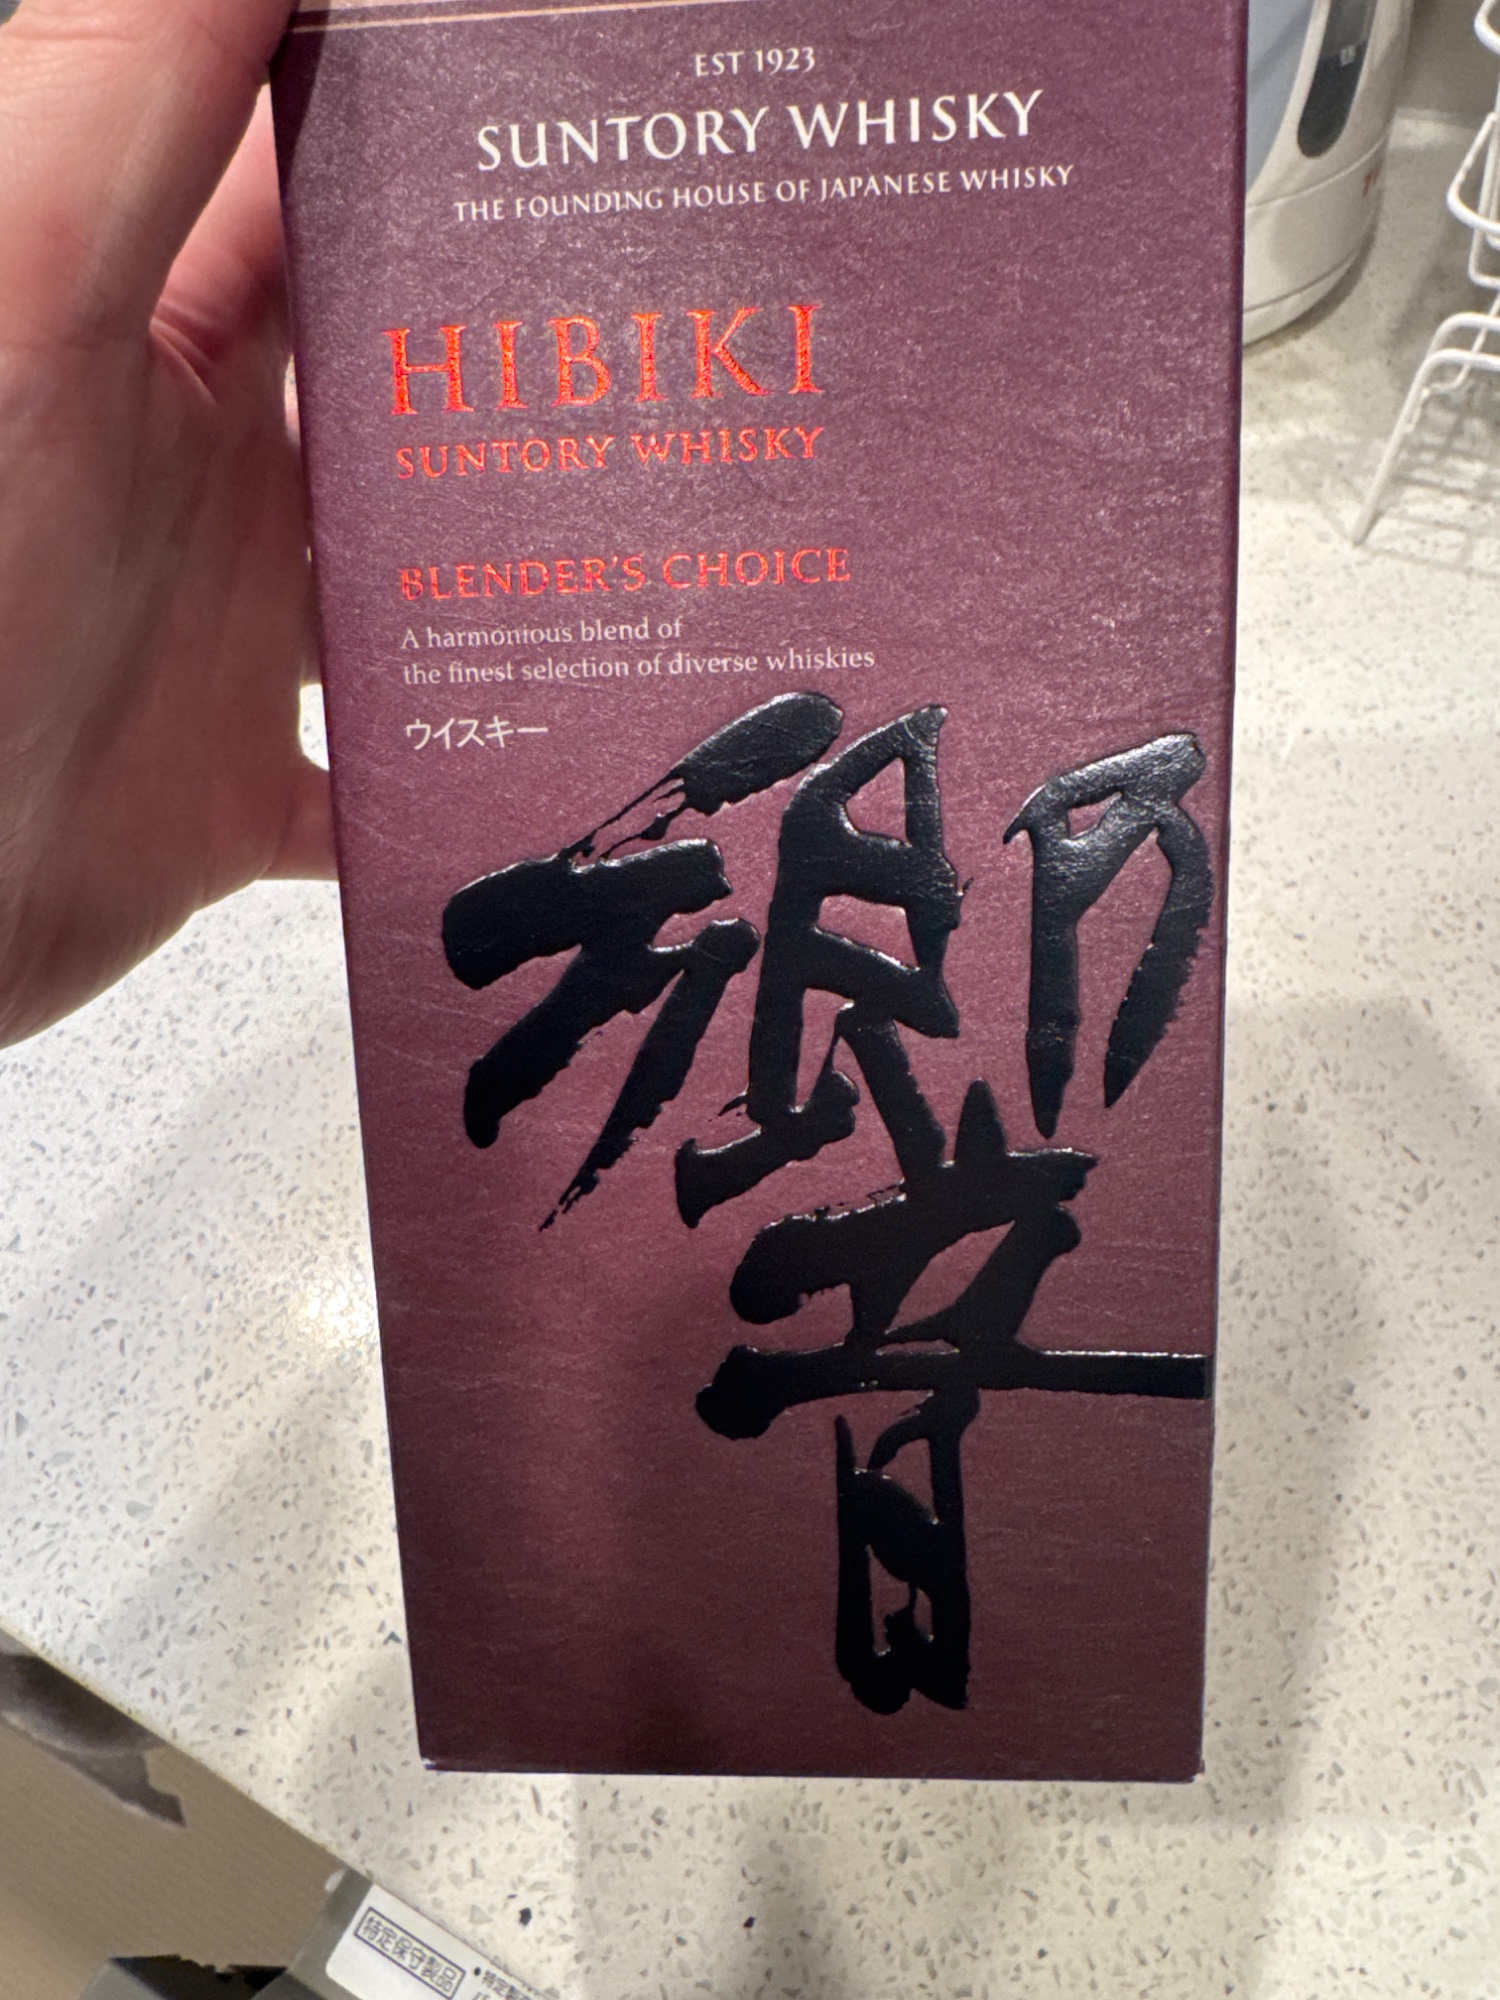 EST 1923
SUNTORY WHISKY
THE FOUNDING HOUSE OF JAPANESE WHISKY
HIBIKI
SUNTORY WHISKY
BLENDER'S CHOICE
A harmonious blend of
the finest selection of diverse whiskies
ウイスキー
響
特定保守製品